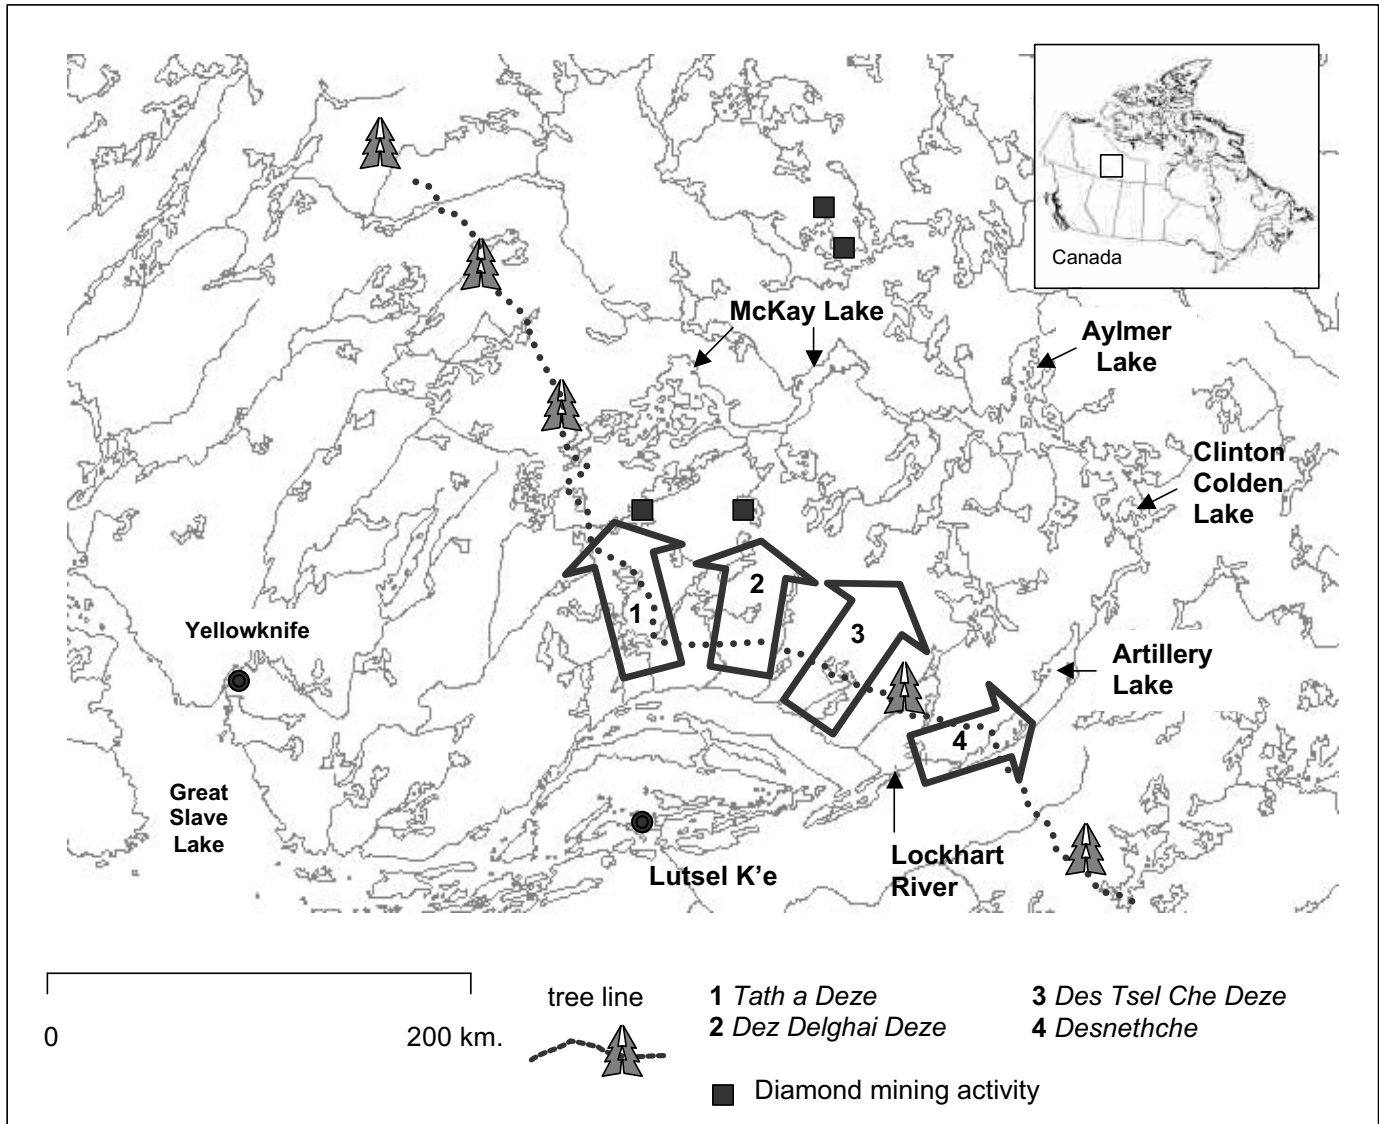 Canada
McKay Lake
Aylmer
Lake
Clinton
Colden
Lake
1
2
3
Yellowknife
Artillery
Lake
4
Great
Slave
Lake
Lutsel K'e
Lockhart
River
0
200 km.
tree line
1 Tath a Deze
2 Dez Delghai Deze
3 Des Tsel Che Deze
4 Desnethche
Diamond mining activity